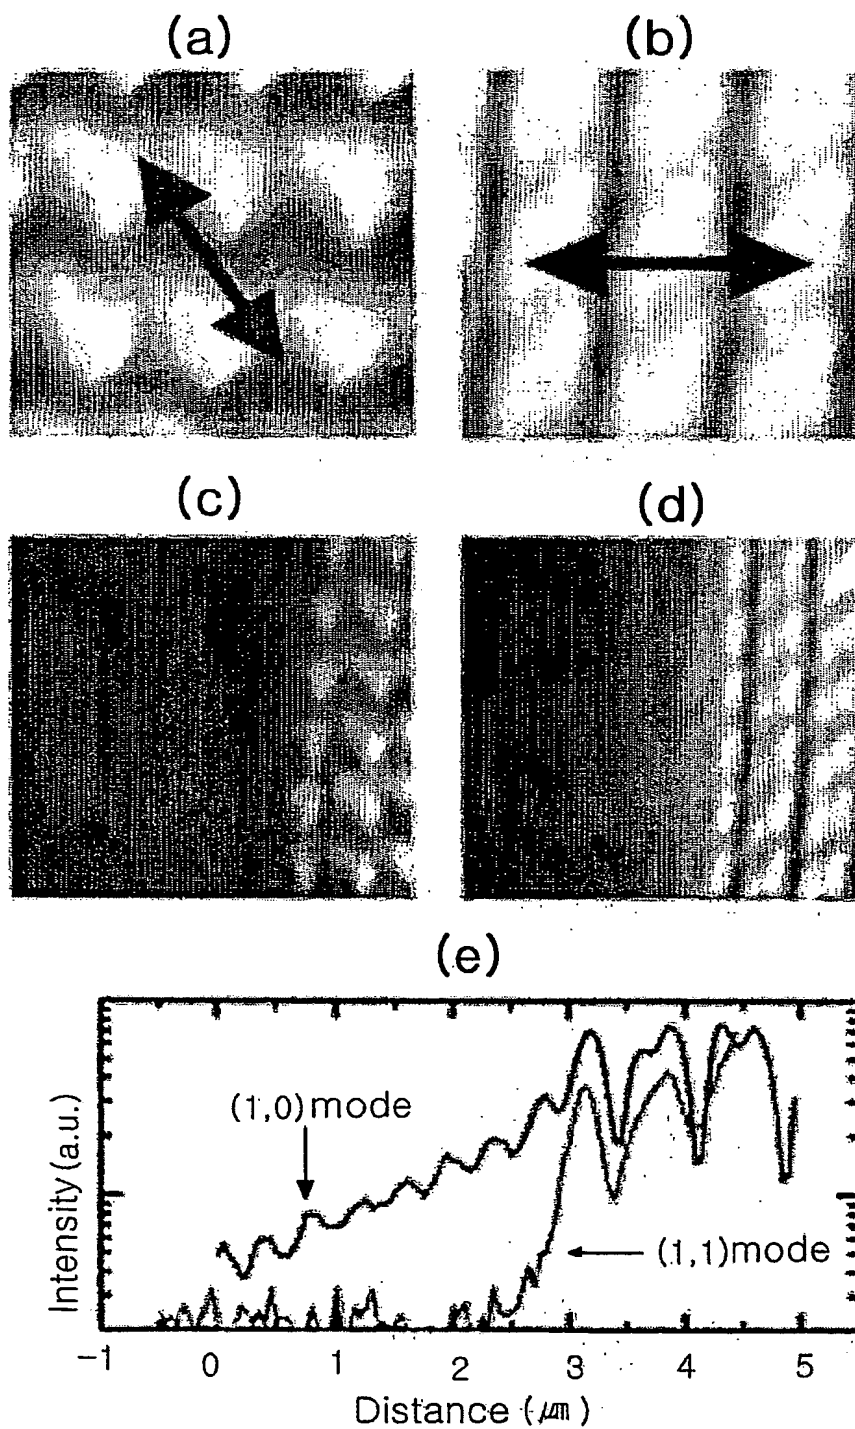 (a) (b)
(c) (d)
(e)
(1,0)mode
(1,1)mode
Intensity(a.u.)
-1 0 1 2 3 4 5
Distance (㎛)